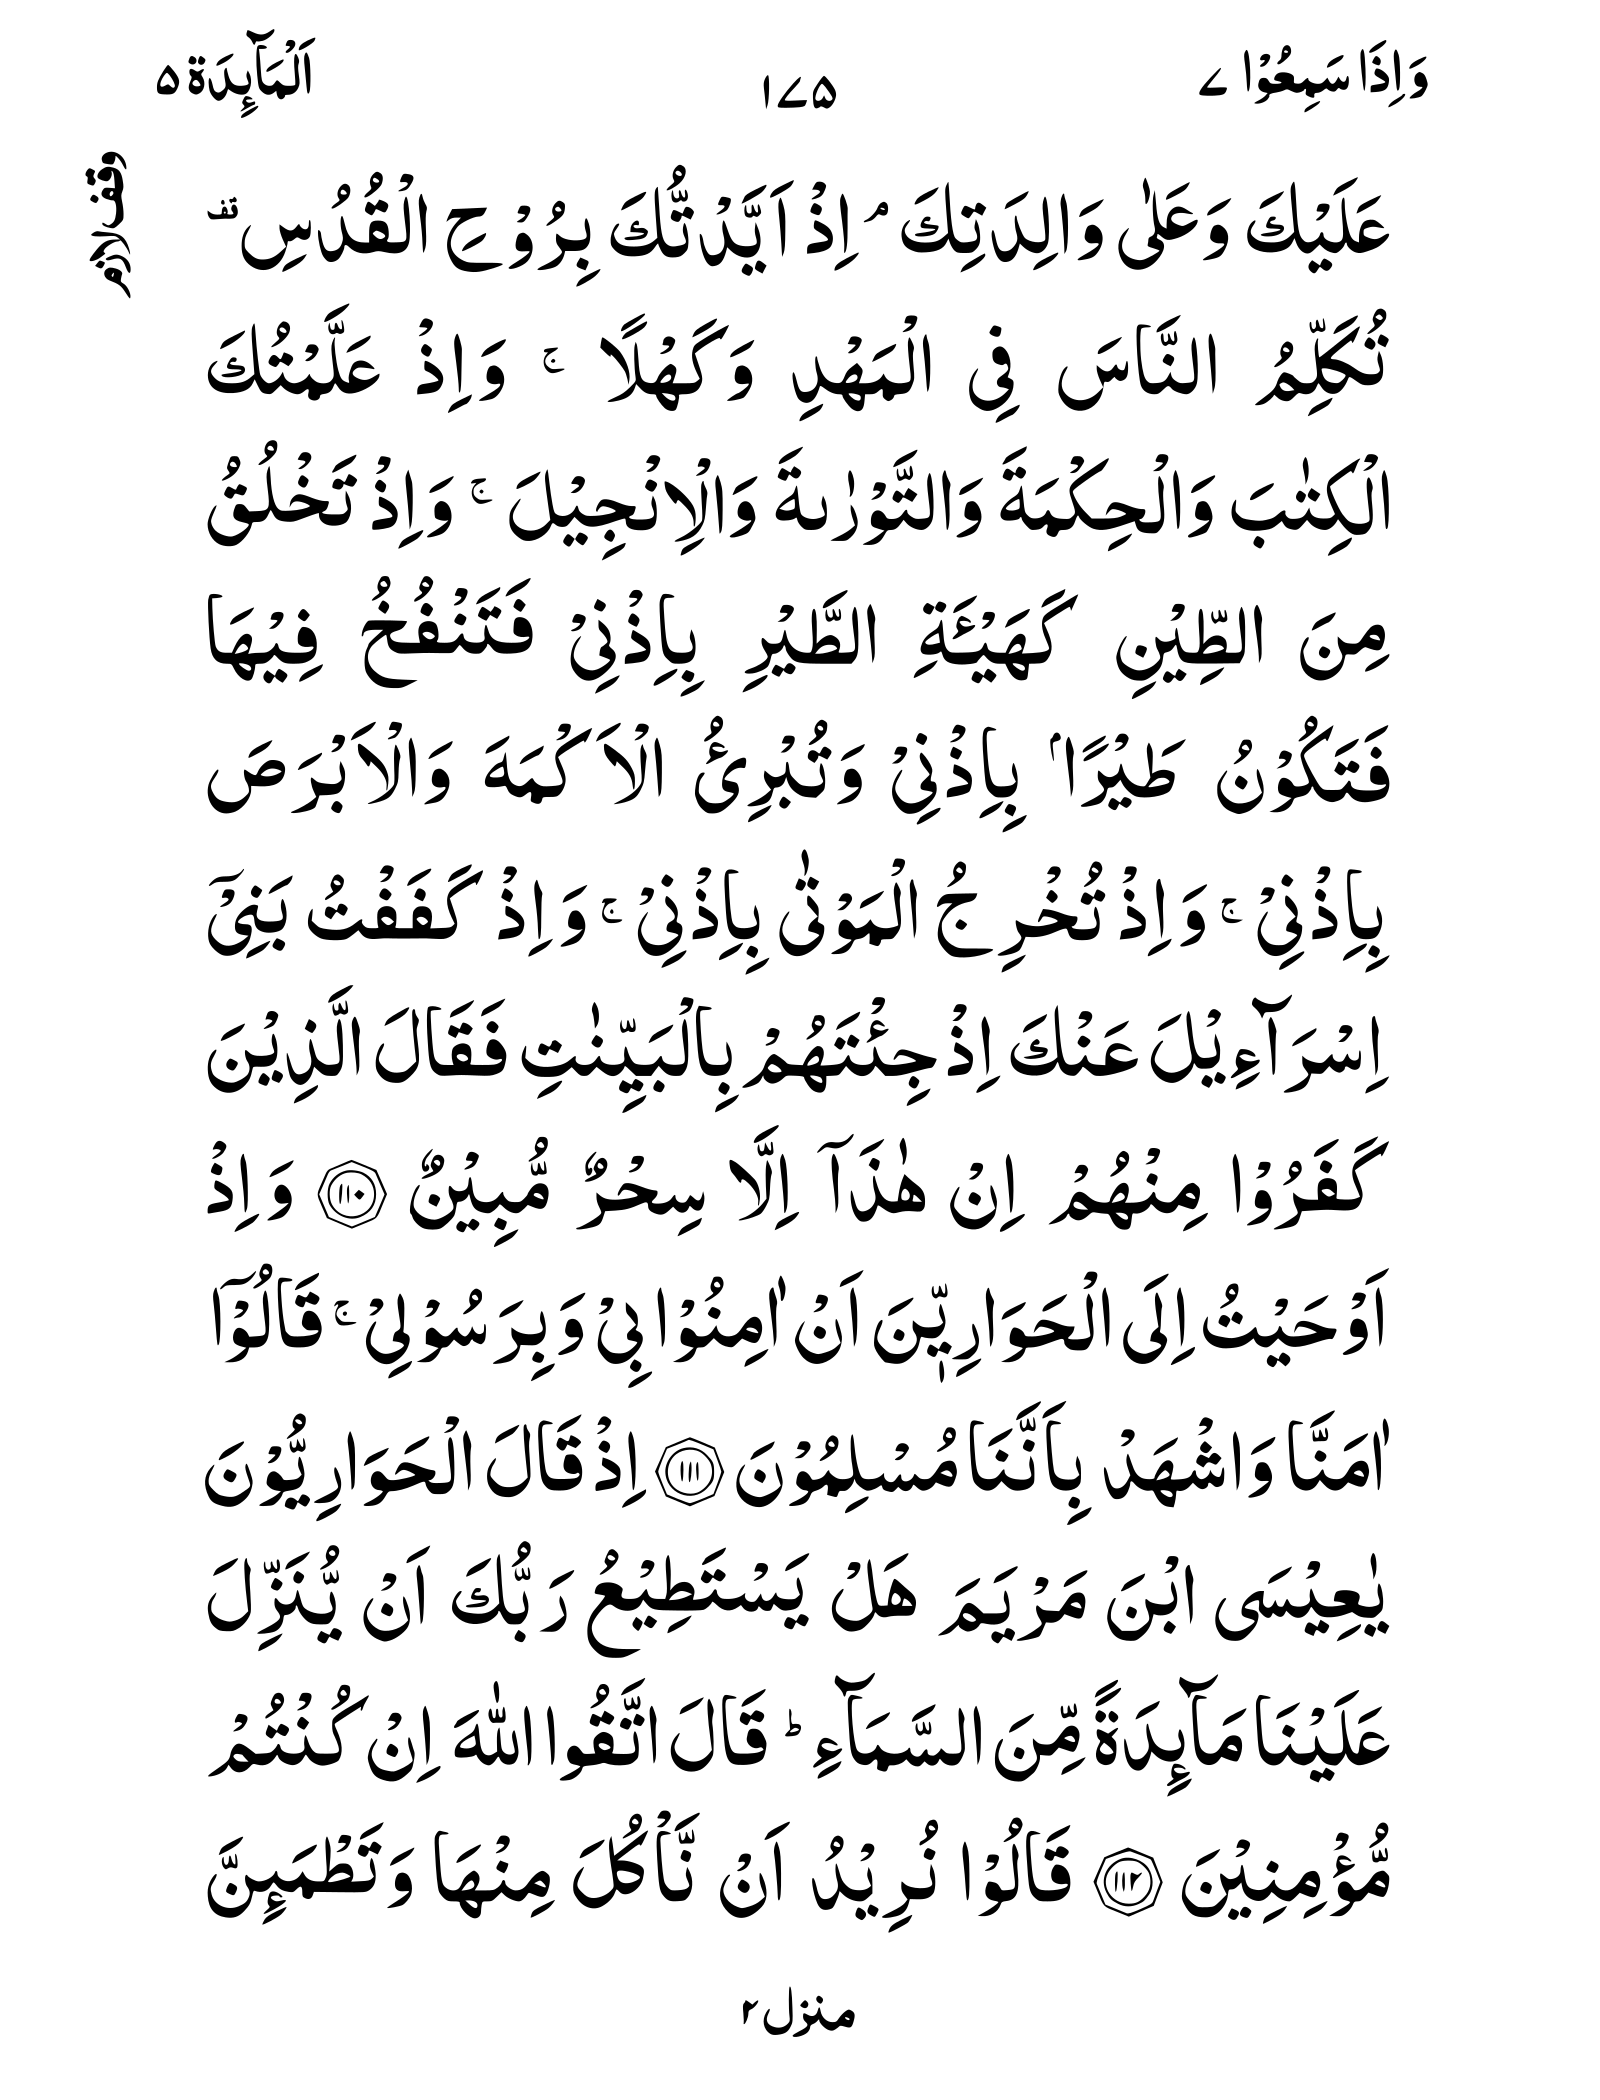 وَاِذَا سَمِعُوْا ۷
۱۷۵
اَلْمَآئِدَة ۵
وقف لازم
عَلَيْكَ وَعَلٰى وَالِدَتِكَ ۘ اِذْ اَيَّدْتُّكَ بِرُوْحِ الْقُدُسِ قف
تُكَلِّمُ النَّاسَ فِي الْمَهْدِ وَكَهْلًا ۚ وَاِذْ عَلَّمْتُكَ
الْكِتٰبَ وَالْحِكْمَةَ وَالتَّوْرٰىةَ وَالْاِنْجِيْلَ ۚ وَاِذْ تَخْلُقُ
مِنَ الطِّيْنِ كَهَيْـَٔةِ الطَّيْرِ بِاِذْنِيْ فَتَنْفُخُ فِيْهَا
فَتَكُوْنُ طَيْرًاۢ بِاِذْنِيْ وَتُبْرِئُ الْاَكْمَهَ وَالْاَبْرَصَ
بِاِذْنِيْ ۚ وَاِذْ تُخْرِجُ الْمَوْتٰى بِاِذْنِيْ ۚ وَاِذْ كَفَفْتُ بَنِيْٓ
اِسْرَآءِيْلَ عَنْكَ اِذْ جِئْتَهُمْ بِالْبَيِّنٰتِ فَقَالَ الَّذِيْنَ
كَفَرُوْا مِنْهُمْ اِنْ هٰذَآ اِلَّا سِحْرٌ مُّبِيْنٌ ۱۱۰ وَاِذْ
اَوْحَيْتُ اِلَى الْحَوَارِيّٖنَ اَنْ اٰمِنُوْا بِيْ وَبِرَسُوْلِيْ ۚ قَالُوْٓا
اٰمَنَّا وَاشْهَدْ بِاَنَّنَا مُسْلِمُوْنَ ۱۱۱ اِذْ قَالَ الْحَوَارِيُّوْنَ
يٰعِيْسَى ابْنَ مَرْيَمَ هَلْ يَسْتَطِيْعُ رَبُّكَ اَنْ يُّنَزِّلَ
عَلَيْنَا مَآئِدَةً مِّنَ السَّمَآءِ ؕ قَالَ اتَّقُوا اللّٰهَ اِنْ كُنْتُمْ
مُّؤْمِنِيْنَ ۱۱۲ قَالُوْا نُرِيْدُ اَنْ نَّاْكُلَ مِنْهَا وَتَطْمَئِنَّ
منزل ۲